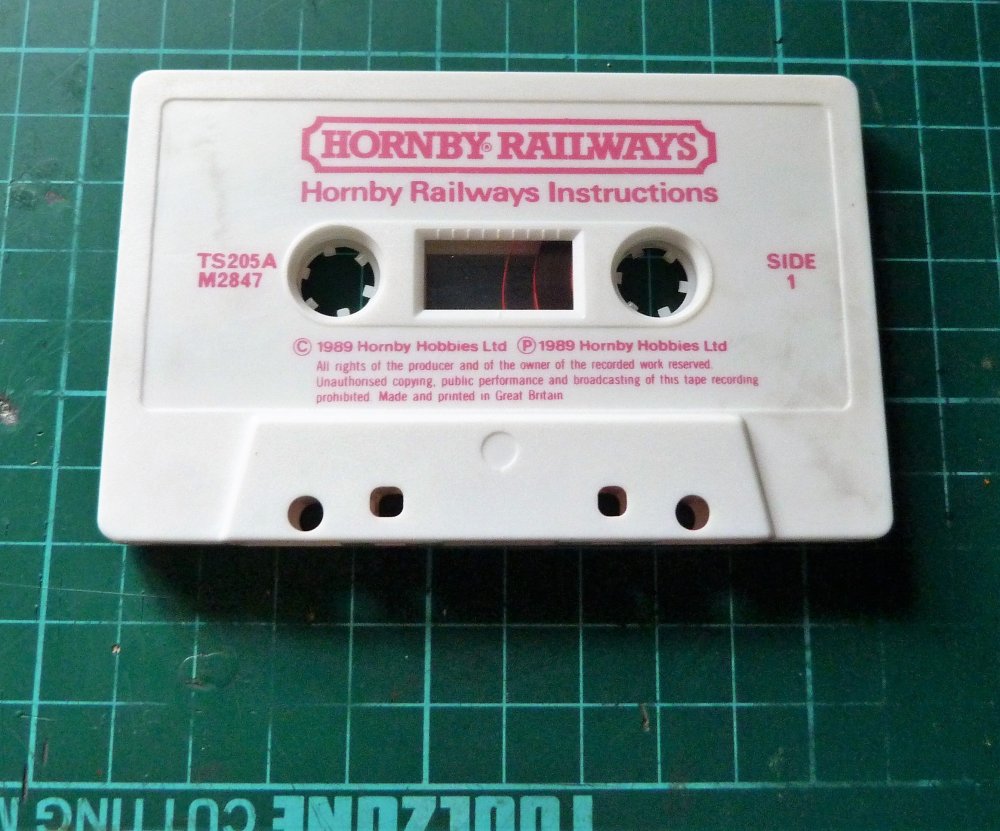 HORNBY® RAILWAYS
Hornby Railways Instructions
TS205A
M2847
SIDE
1
© 1989 Hornby Hobbies Ltd ℗ 1989 Hornby Hobbies Ltd
All rights of the producer and of the owner of the recorded work reserved.
Unauthorised copying, public performance and broadcasting of this tape recording
prohibited. Made and printed in Great Britain
TOOLZONE CUTTING M